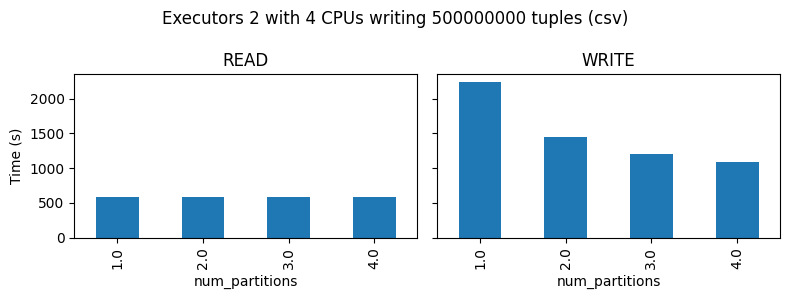 Executors 2 with 4 CPUs writing 500000000 tuples (csv)
READ
WRITE
Time (s)
2000
1500
1000
500
0
1.0
2.0
3.0
4.0
num_partitions
1.0
2.0
3.0
4.0
num_partitions